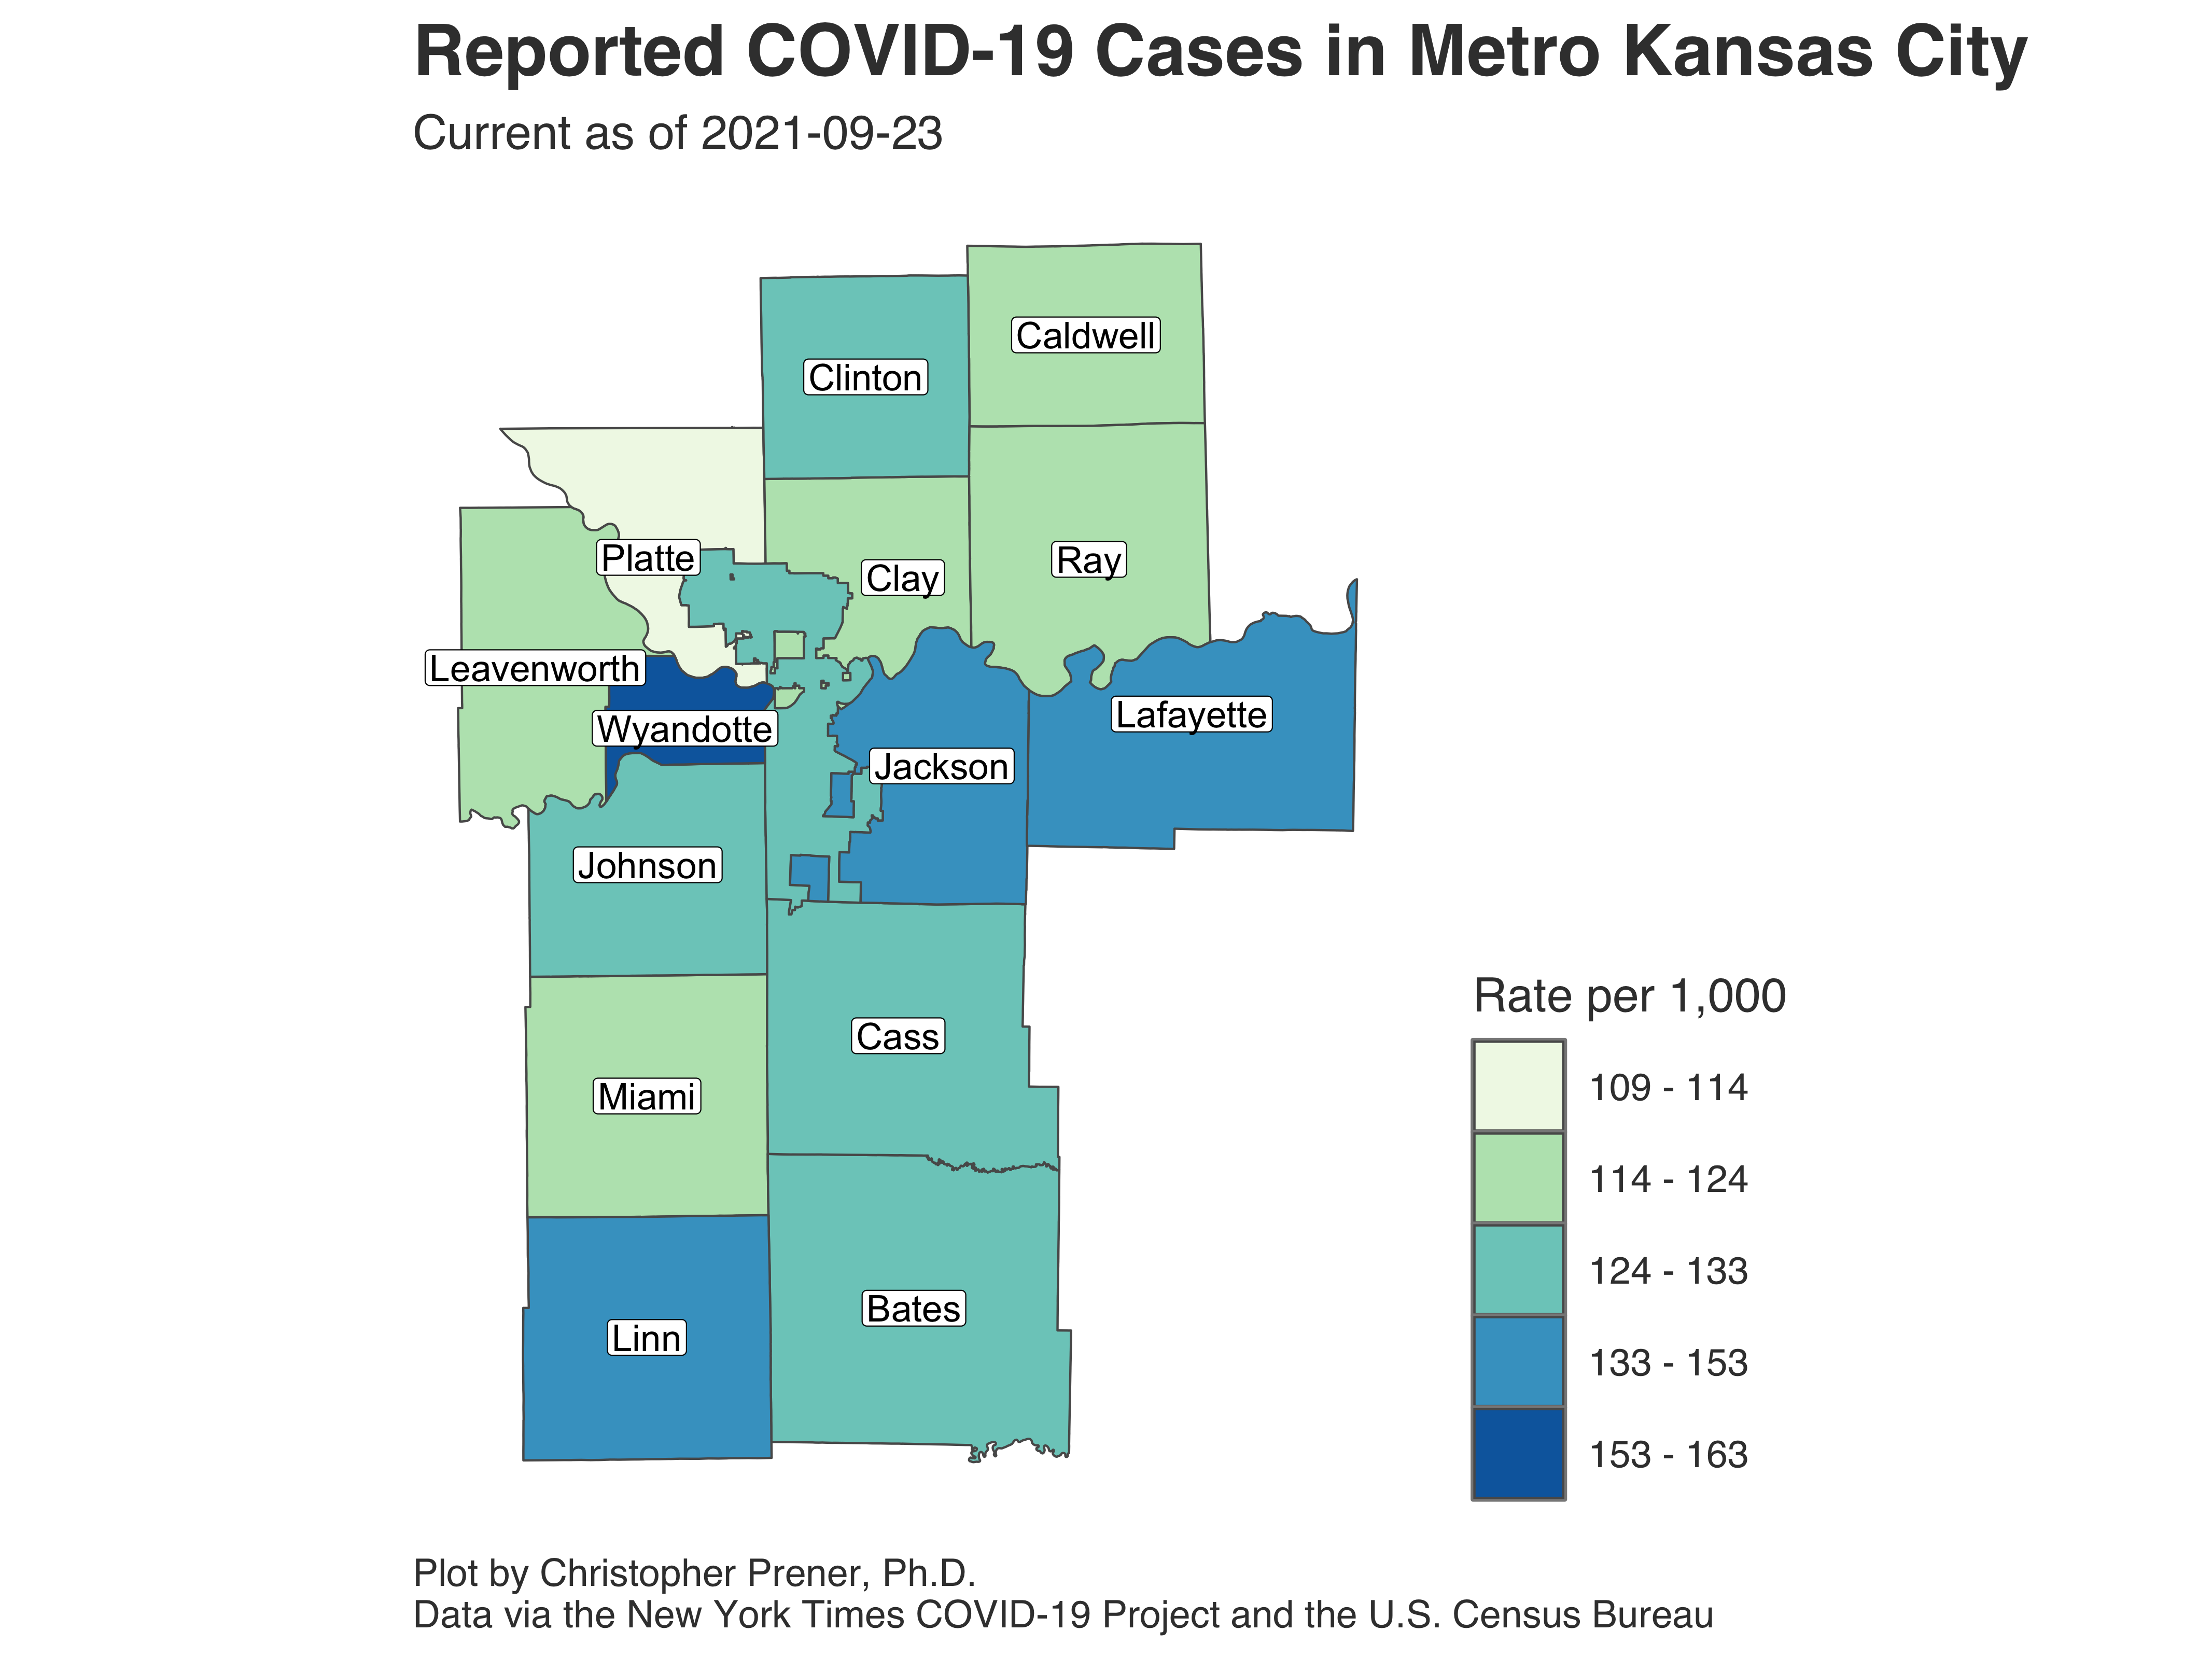 Reported COVID-19 Cases in Metro Kansas City
Current as of 2021-09-23
Caldwell
Clinton
Platte
Clay
Ray
Leavenworth
Wyandotte
Lafayette
Jackson
Johnson
Cass
Miami
Bates
Linn
Rate per 1,000
109 - 114
114 - 124
124 - 133
133 - 153
153 - 163
Plot by Christopher Prener, Ph.D.
Data via the New York Times COVID-19 Project and the U.S. Census Bureau